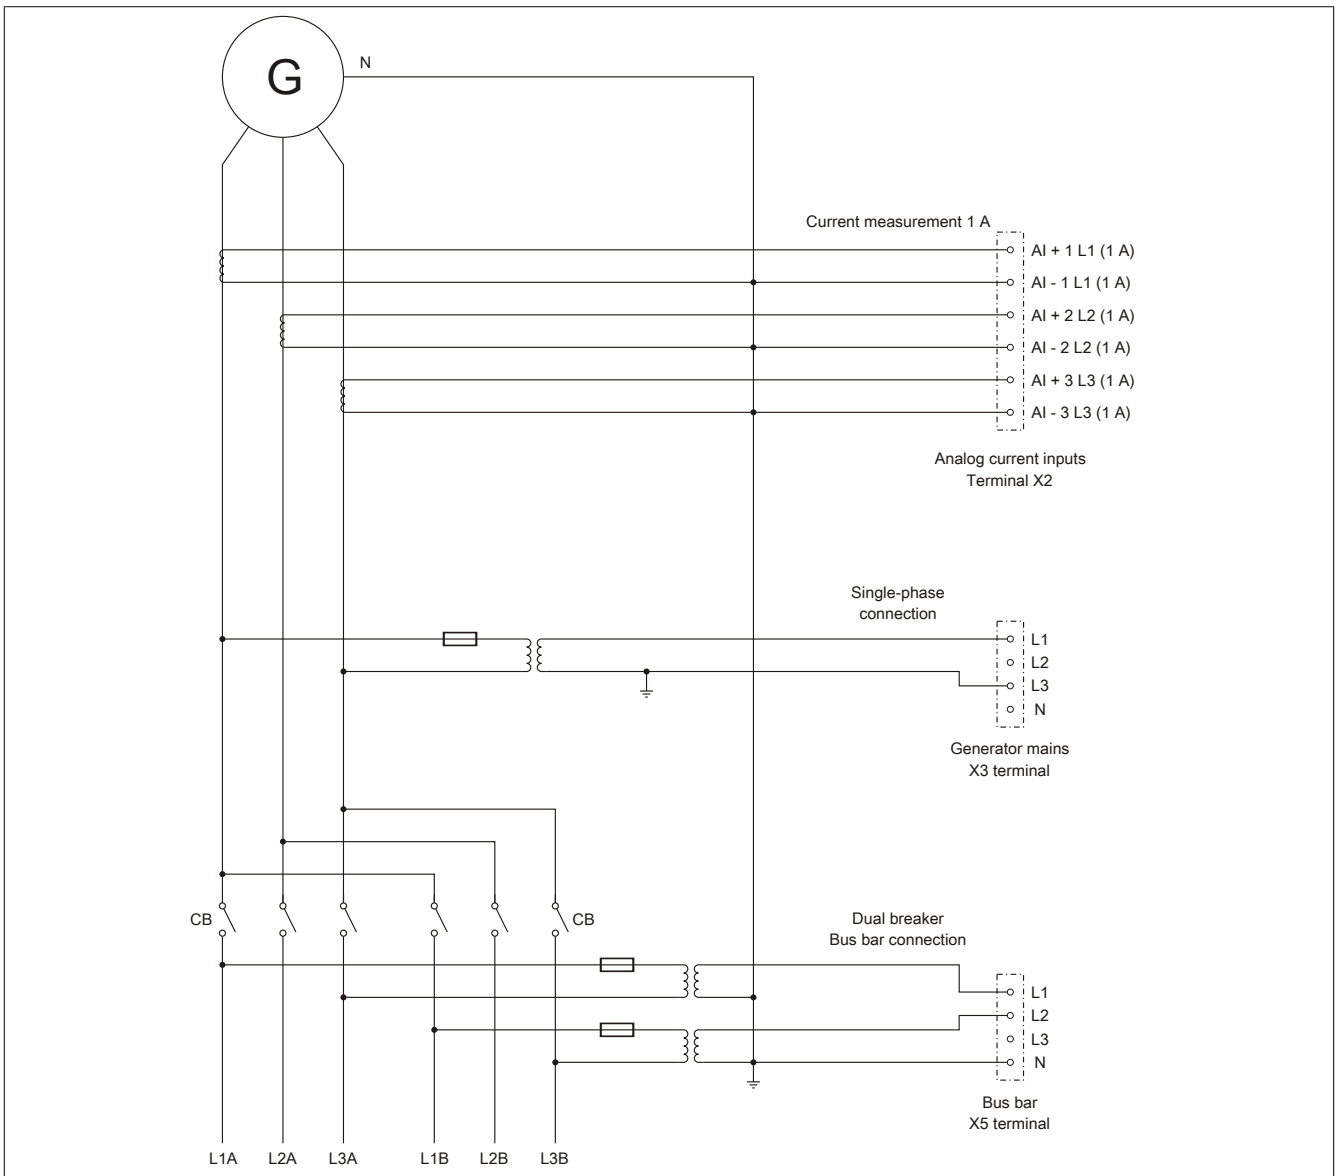 G
N
Current measurement 1 A
AI + 1 L1 (1 A)
AI - 1 L1 (1 A)
AI + 2 L2 (1 A)
AI - 2 L2 (1 A)
AI + 3 L3 (1 A)
AI - 3 L3 (1 A)
Analog current inputs
Terminal X2
Single-phase
connection
L1
L2
L3
N
Generator mains
X3 terminal
CB
CB
Dual breaker
Bus bar connection
L1
L2
L3
N
Bus bar
X5 terminal
L1A
L2A
L3A
L1B
L2B
L3B